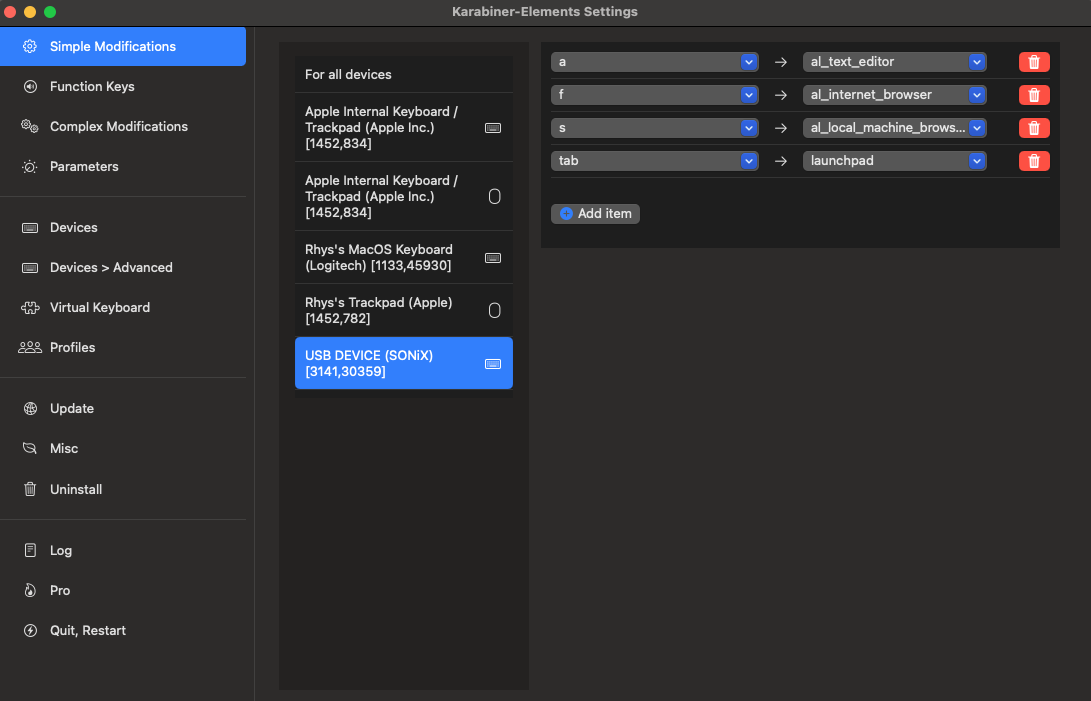 Karabiner-Elements Settings
Simple Modifications
Function Keys
Complex Modifications
Parameters
Devices
Devices > Advanced
Virtual Keyboard
Profiles
Update
Misc
Uninstall
Log
Pro
Quit, Restart
For all devices
Apple Internal Keyboard /
Trackpad (Apple Inc.)
[1452,834]
Apple Internal Keyboard /
Trackpad (Apple Inc.)
[1452,834]
Rhys's MacOS Keyboard
(Logitech) [1133,45930]
Rhys's Trackpad (Apple)
[1452,782]
USB DEVICE (SONiX)
[3141,30359]
a → al_text_editor
f → al_internet_browser
s → al_local_machine_brows...
tab → launchpad
Add item